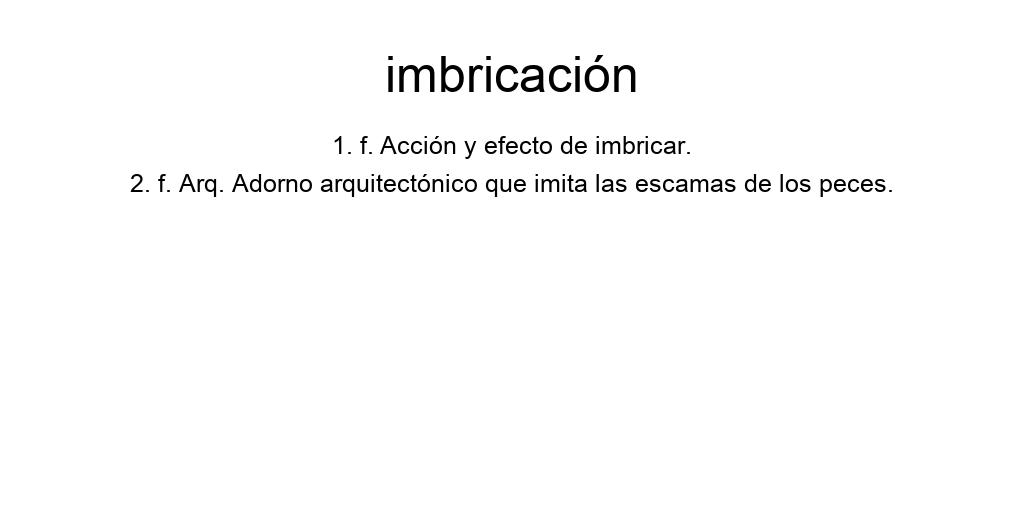 imbricación
1. f. Acción y efecto de imbricar.
2. f. Arq. Adorno arquitectónico que imita las escamas de los peces.